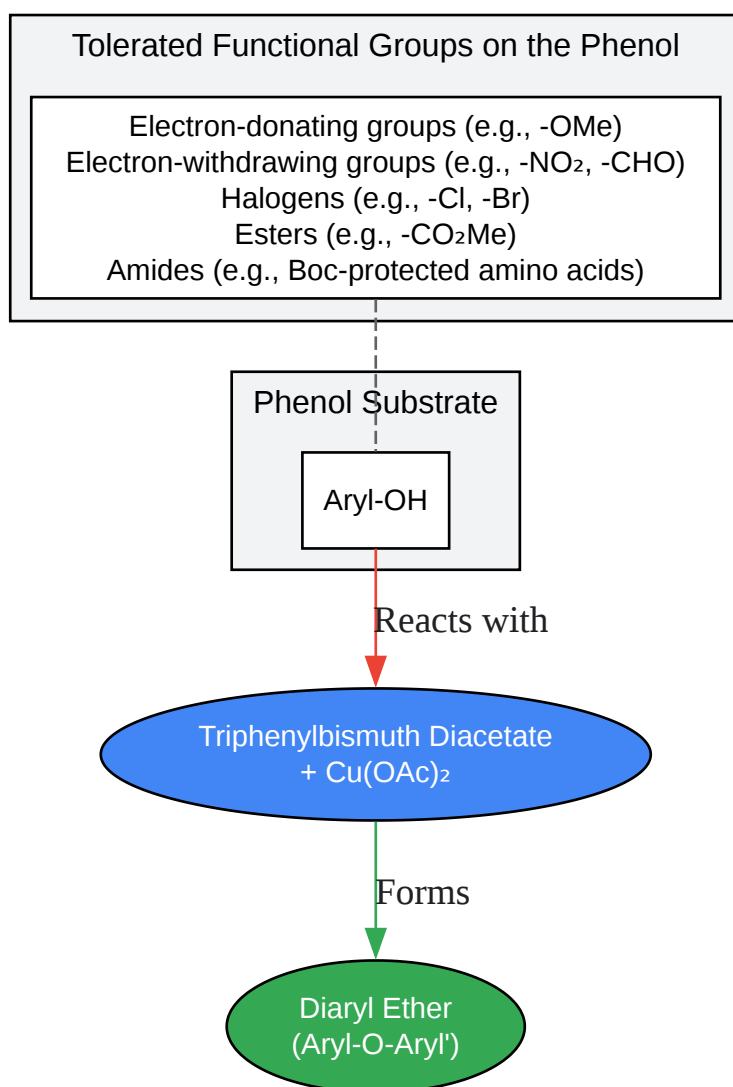 Tolerated Functional Groups on the Phenol
Electron-donating groups (e.g., -OMe)
Electron-withdrawing groups (e.g., -NO₂, -CHO)
Halogens (e.g., -Cl, -Br)
Esters (e.g., -CO₂Me)
Amides (e.g., Boc-protected amino acids)
Phenol Substrate
Aryl-OH
Reacts with
Triphenylbismuth Diacetate
+ Cu(OAc)₂
Forms
Diaryl Ether
(Aryl-O-Aryl')